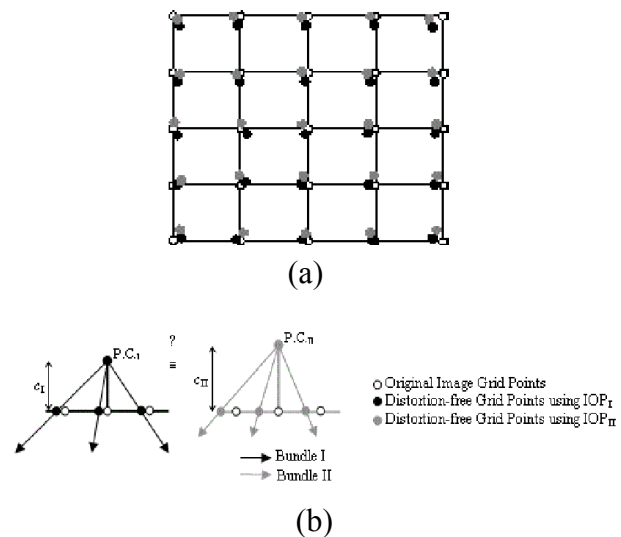 (a)
P.C.I
?
≡
cI
P.C.II
cII
Original Image Grid Points
Distortion-free Grid Points using IOPI
Distortion-free Grid Points using IOPII
Bundle I
Bundle II
(b)